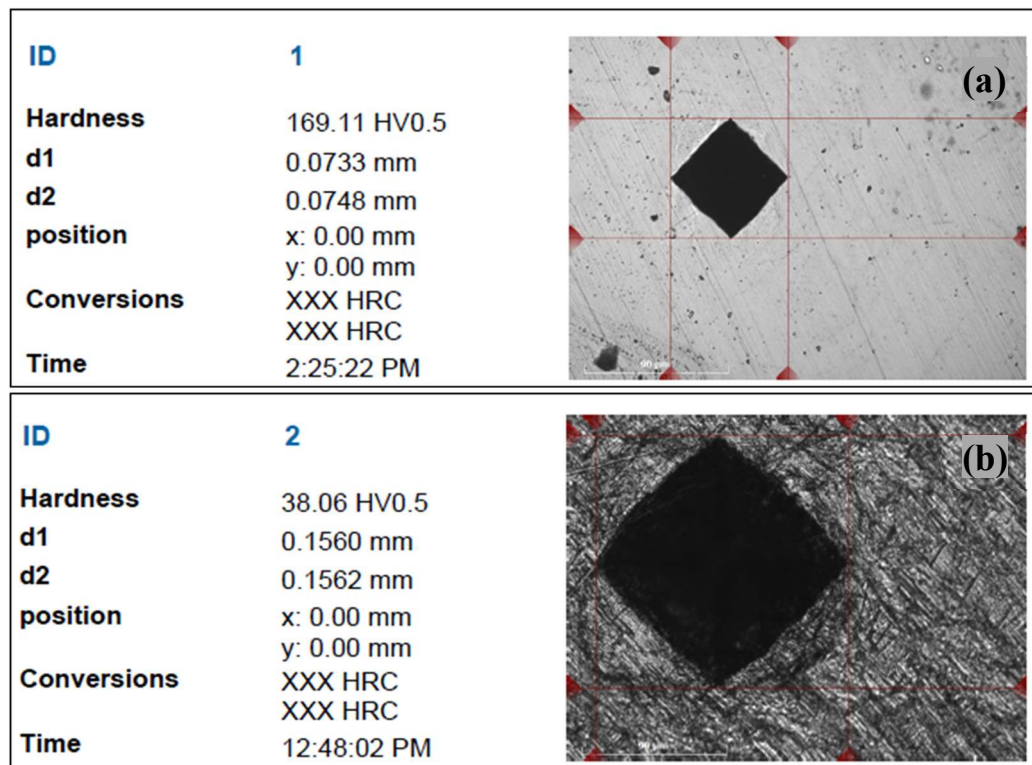 ID 1
(a)
Hardness 169.11 HV0.5
d1 0.0733 mm
d2 0.0748 mm
position x: 0.00 mm
y: 0.00 mm
Conversions XXX HRC
XXX HRC
Time 2:25:22 PM
ID 2
(b)
Hardness 38.06 HV0.5
d1 0.1560 mm
d2 0.1562 mm
position x: 0.00 mm
y: 0.00 mm
Conversions XXX HRC
XXX HRC
Time 12:48:02 PM